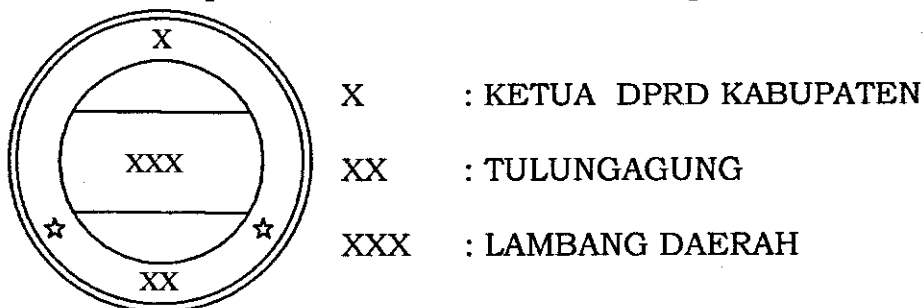 X
XXX
☆ ☆
XX
X : KETUA DPRD KABUPATEN
XX : TULUNGAGUNG
XXX : LAMBANG DAERAH